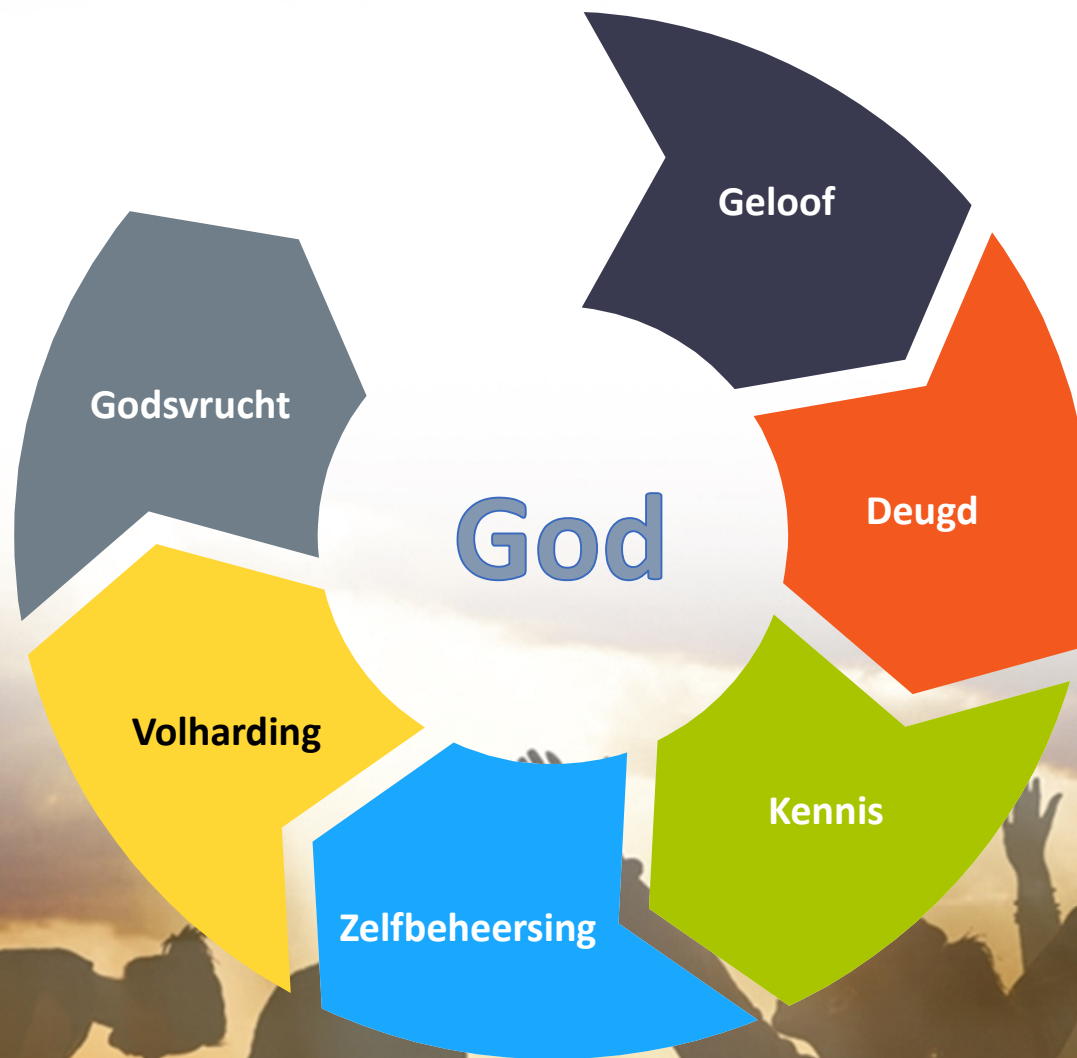 Geloof
Deugd
Kennis
Zelfbeheersing
Volharding
Godsvrucht
God